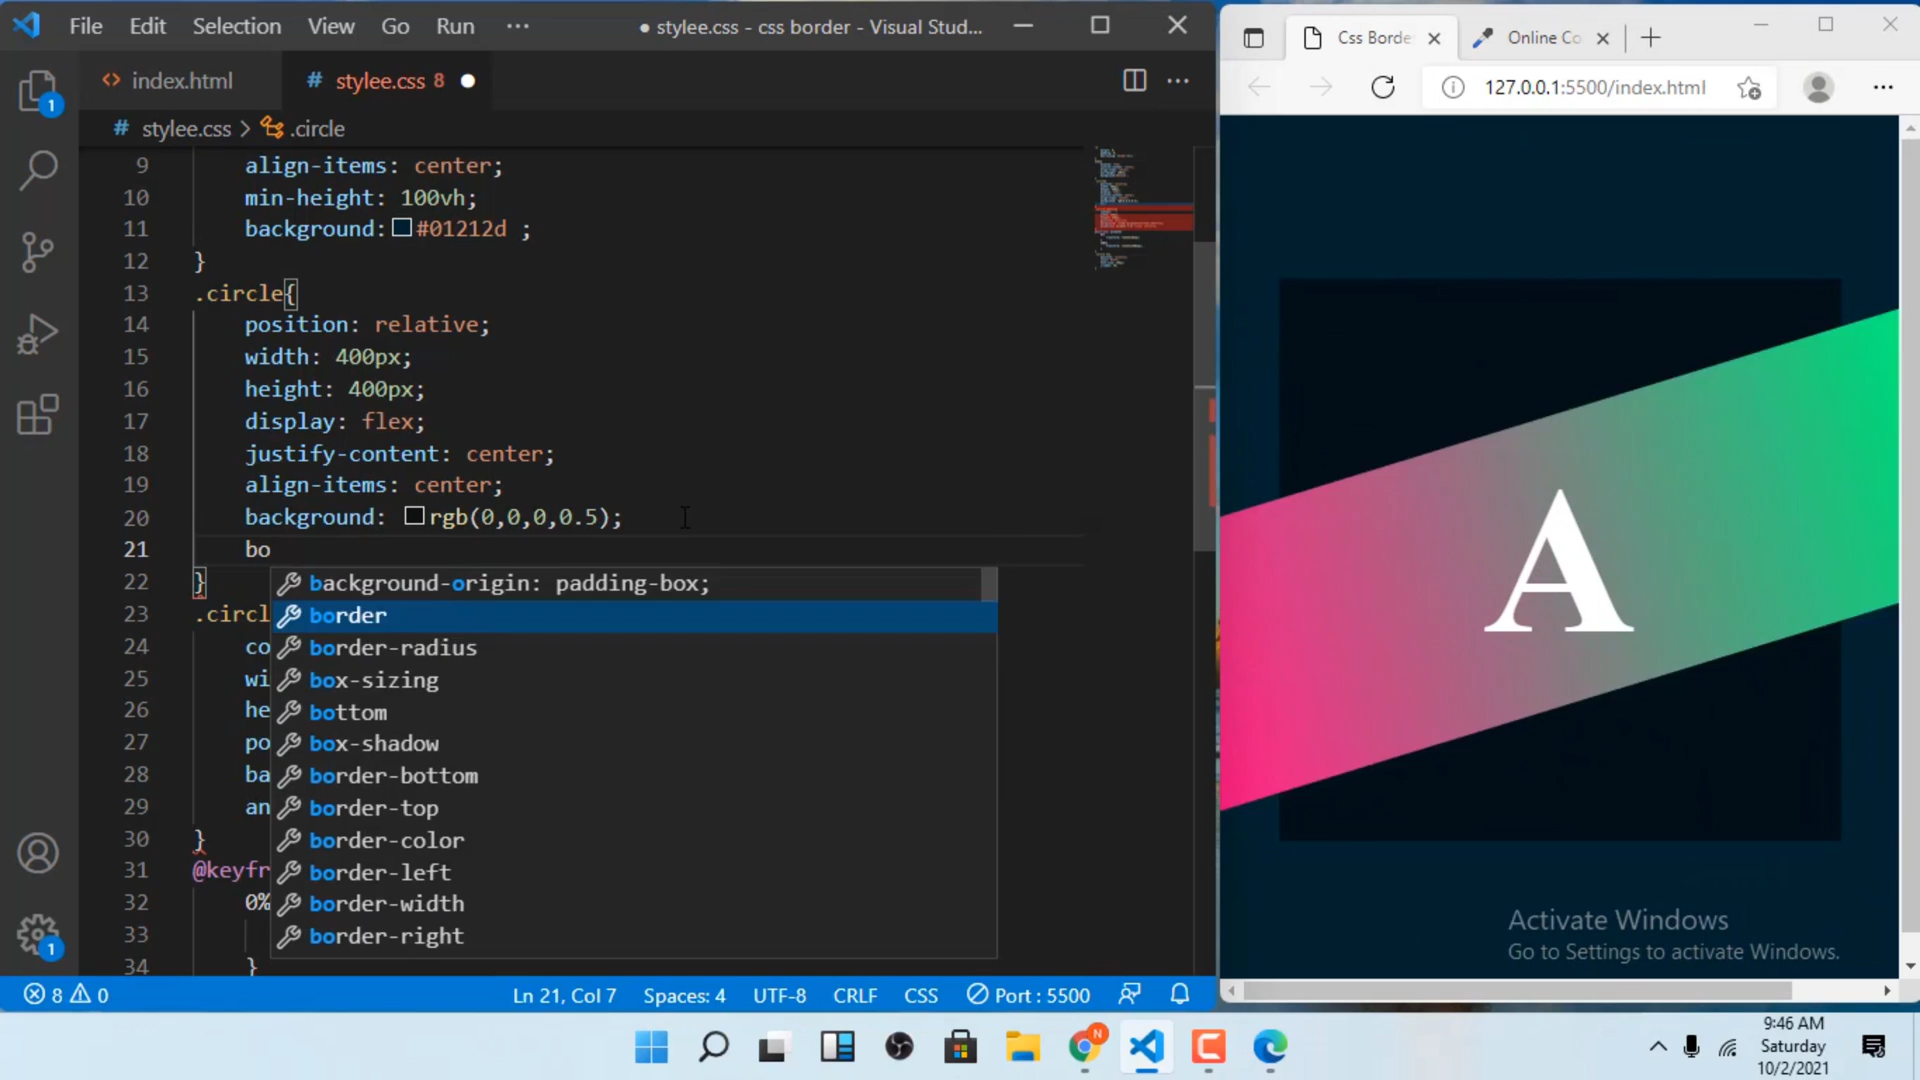 File Edit Selection View Go Run ···
● stylee.css - css border - Visual Stud...
index.html
# stylee.css 8
# stylee.css > .circle
9 align-items: center;
10 min-height: 100vh;
11 background: #01212d ;
12 }
13 .circle{
14 position: relative;
15 width: 400px;
16 height: 400px;
17 display: flex;
18 justify-content: center;
19 align-items: center;
20 background: rgb(0,0,0,0.5);
21 bo
22 }
background-origin: padding-box;
border
23 .circl
border-radius
24 co
box-sizing
25 wi
bottom
26 he
box-shadow
27 po
border-bottom
28 ba
border-top
29 an
border-color
30 }
border-left
31 @keyfr
border-width
32 0%
border-right
33
34 }
8 0
Ln 21, Col 7 Spaces: 4 UTF-8 CRLF CSS Port : 5500
1
1
Css Borde
Online Co
127.0.0.1:5500/index.html
A
Activate Windows
Go to Settings to activate Windows.
N
9:46 AM
Saturday
10/2/2021